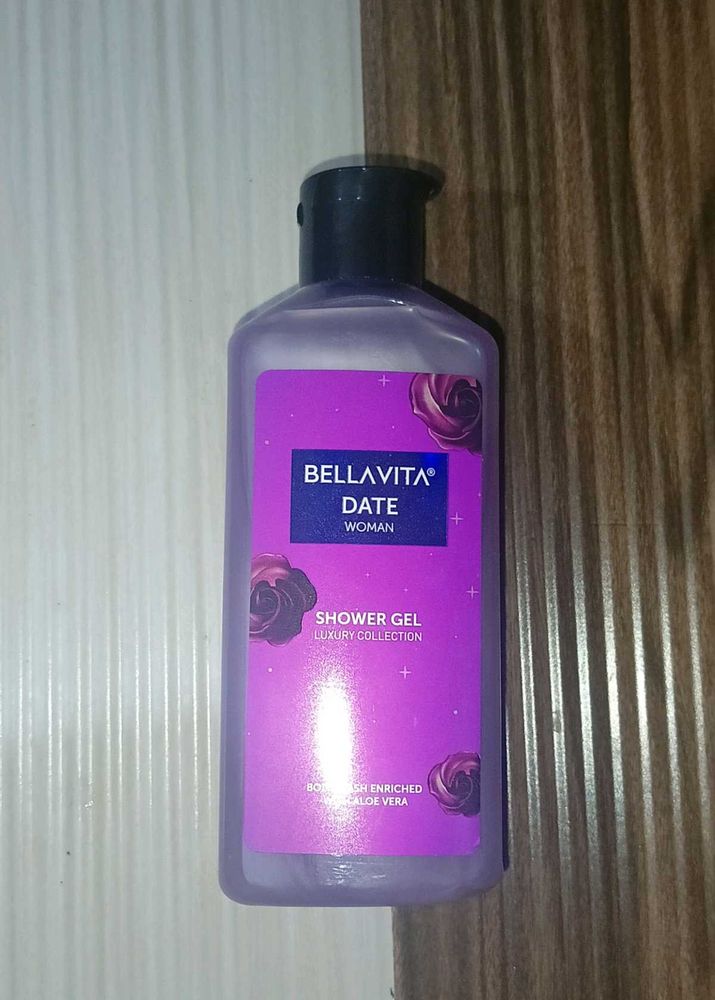 BELLAVITA®
DATE
WOMAN
SHOWER GEL
LUXURY COLLECTION
ENRICHED
ALOE VERA